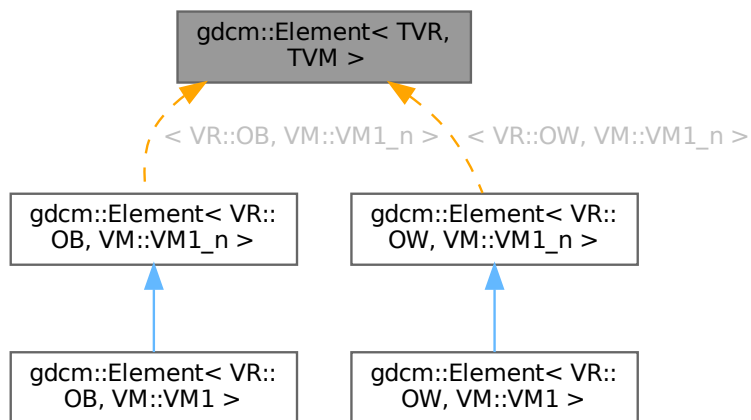 gdcm::Element< TVR,
TVM >
< VR::OB, VM::VM1_n >
< VR::OW, VM::VM1_n >
gdcm::Element< VR::
OB, VM::VM1_n >
gdcm::Element< VR::
OW, VM::VM1_n >
gdcm::Element< VR::
OB, VM::VM1 >
gdcm::Element< VR::
OW, VM::VM1 >